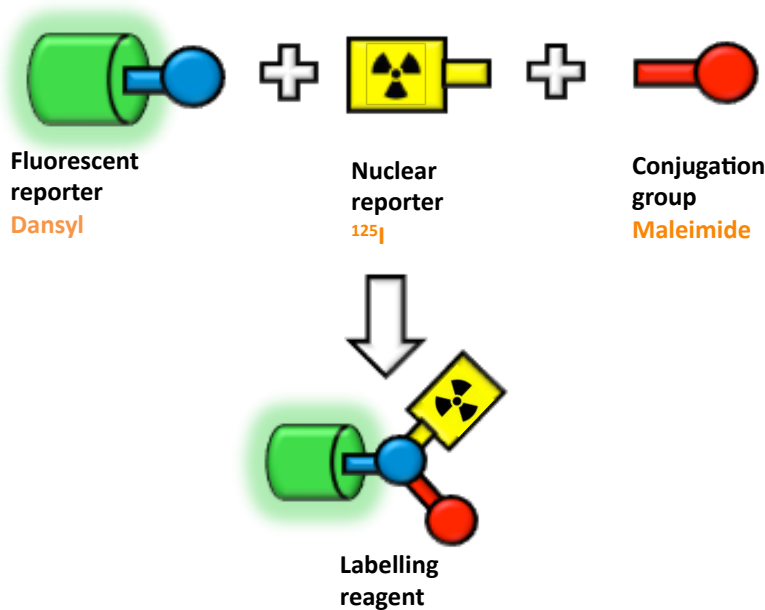 Fluorescent
reporter
Dansyl
Nuclear
reporter
¹²⁵I
Conjugation
group
Maleimide
Labelling
reagent